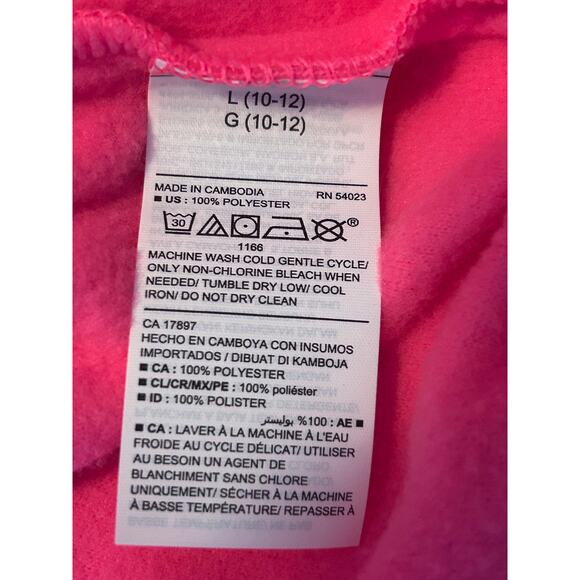 L (10-12)
G (10-12)
MADE IN CAMBODIA RN 54023
■ US : 100% POLYESTER
30 ®
1166
MACHINE WASH COLD GENTLE CYCLE/
ONLY NON-CHLORINE BLEACH WHEN
NEEDED/ TUMBLE DRY LOW/ COOL
IRON/ DO NOT DRY CLEAN
CA 17897
HECHO EN CAMBOYA CON INSUMOS
IMPORTADOS / DIBUAT DI KAMBOJA
■ CA : 100% POLYESTER
■ CL/CR/MX/PE : 100% poliéster
■ ID : 100% POLISTER
■ AE : 100% بوليستر
■ CA : LAVER À LA MACHINE À L'EAU
FROIDE AU CYCLE DÉLICAT/ UTILISER
AU BESOIN UN AGENT DE
BLANCHIMENT SANS CHLORE
UNIQUEMENT/ SÉCHER À LA MACHINE
À BASSE TEMPÉRATURE/ REPASSER À